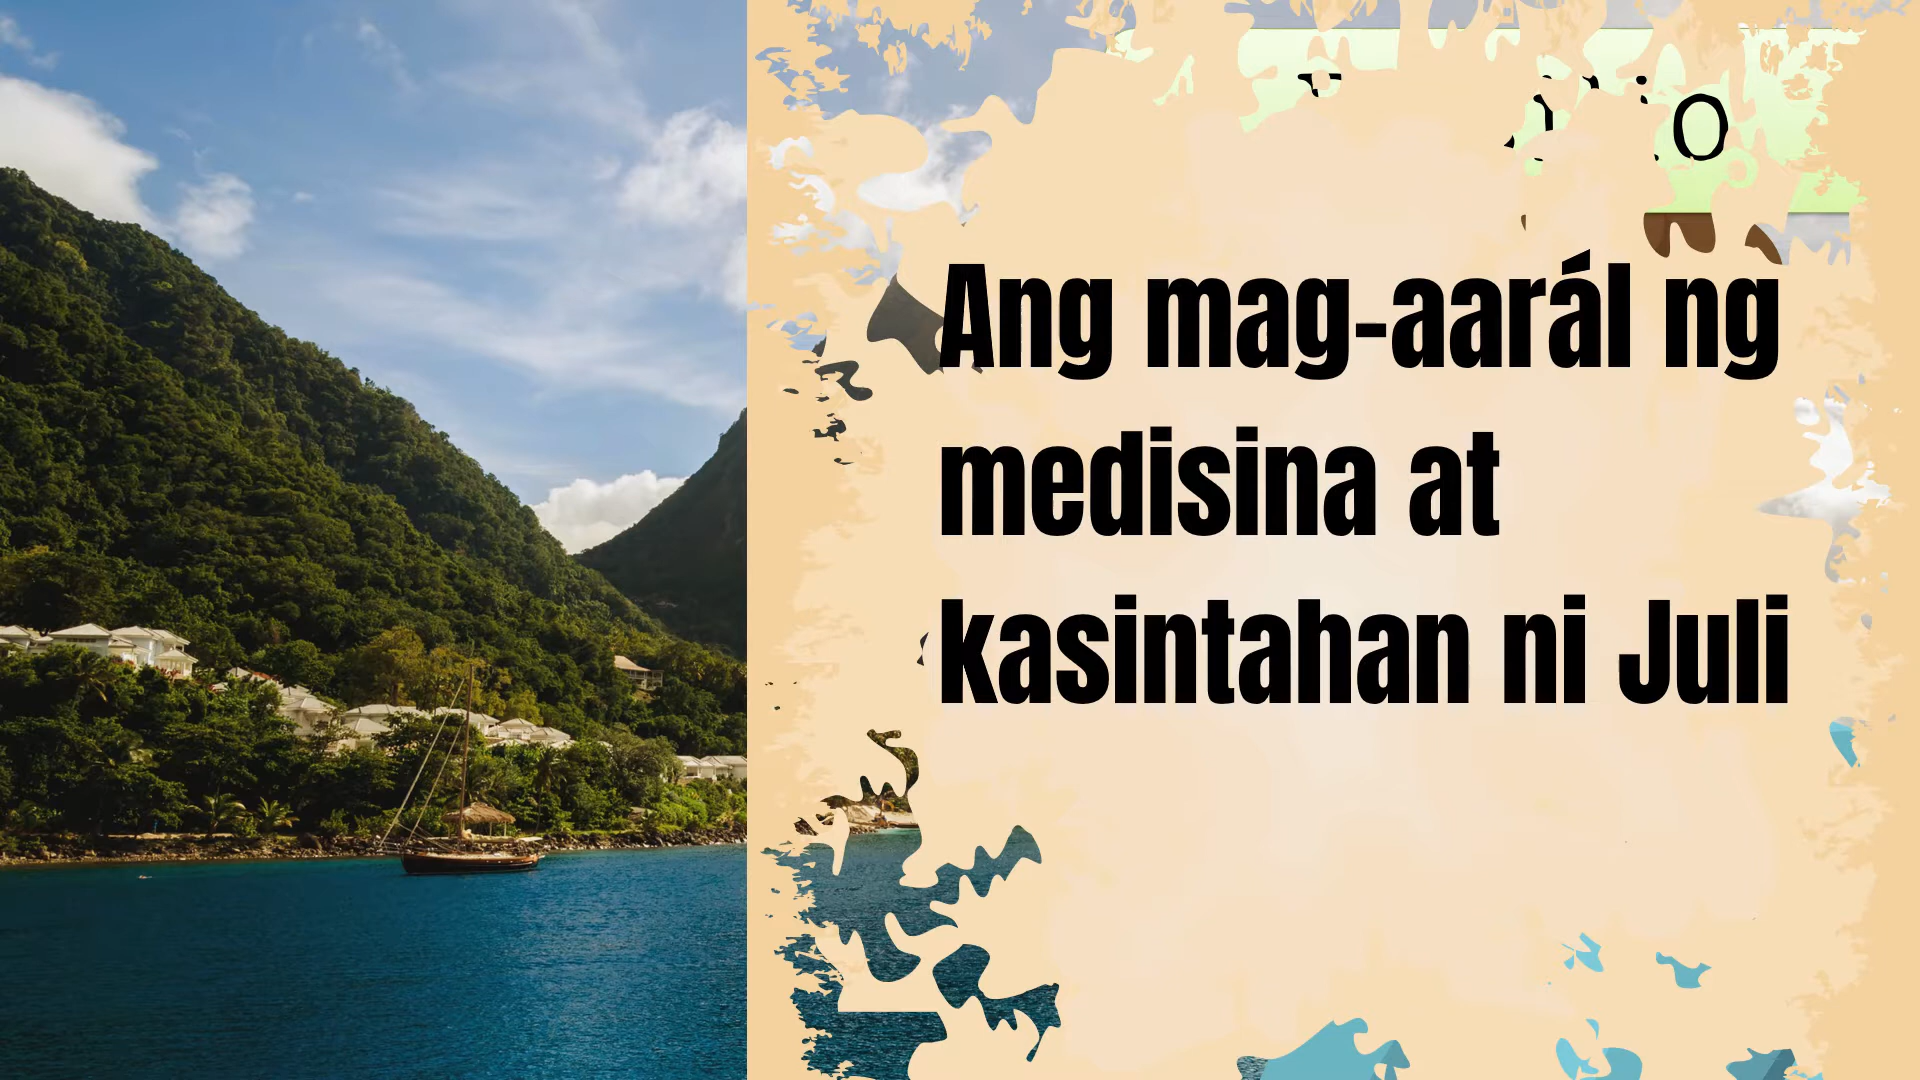 Ang mag-aarál ng
medisina at
kasintahan ni Juli